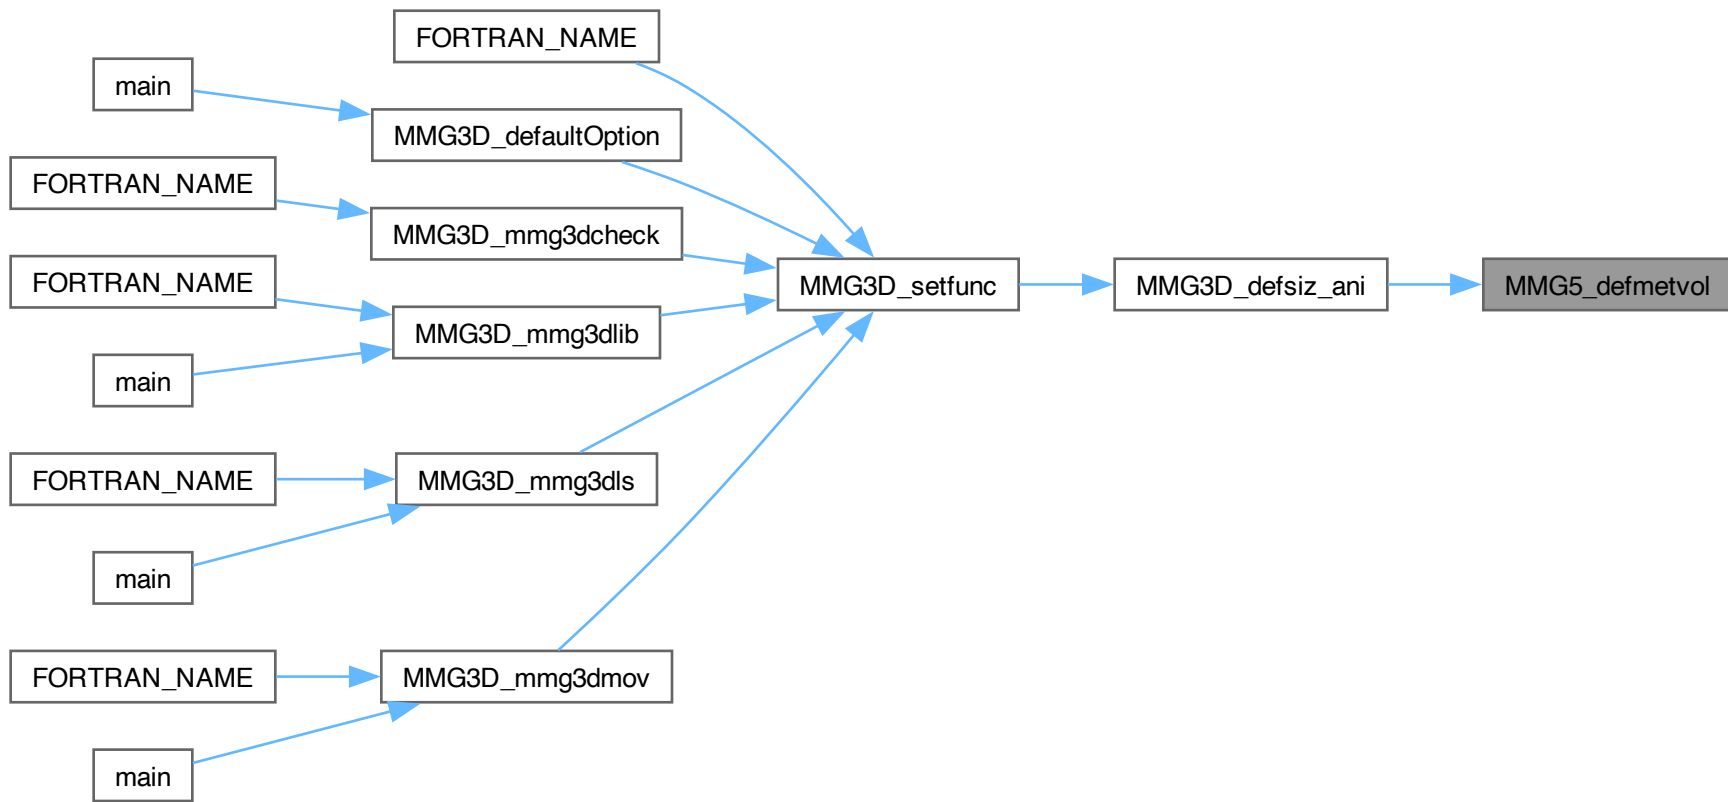 FORTRAN_NAME
main
MMG3D_defaultOption
FORTRAN_NAME
MMG3D_mmg3dcheck
FORTRAN_NAME
MMG3D_setfunc
MMG3D_defsiz_ani
MMG5_defmetvol
MMG3D_mmg3dlib
main
FORTRAN_NAME
MMG3D_mmg3dls
main
FORTRAN_NAME
MMG3D_mmg3dmov
main